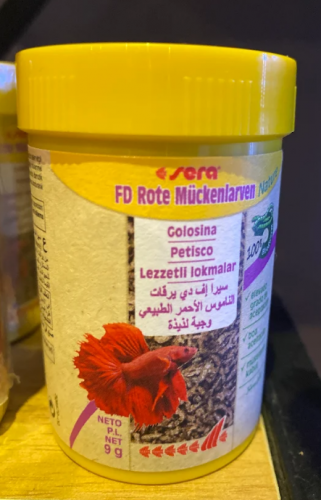 sera
FD Rote Mückenlarven Nature
Golosina
Petisco
Lezzetli lokmalar
سيرا إف دي يرقات
الناموس الأحمر الطبيعي
وجبة لذيذة
100%
NETO
P.L.
NET
9 g